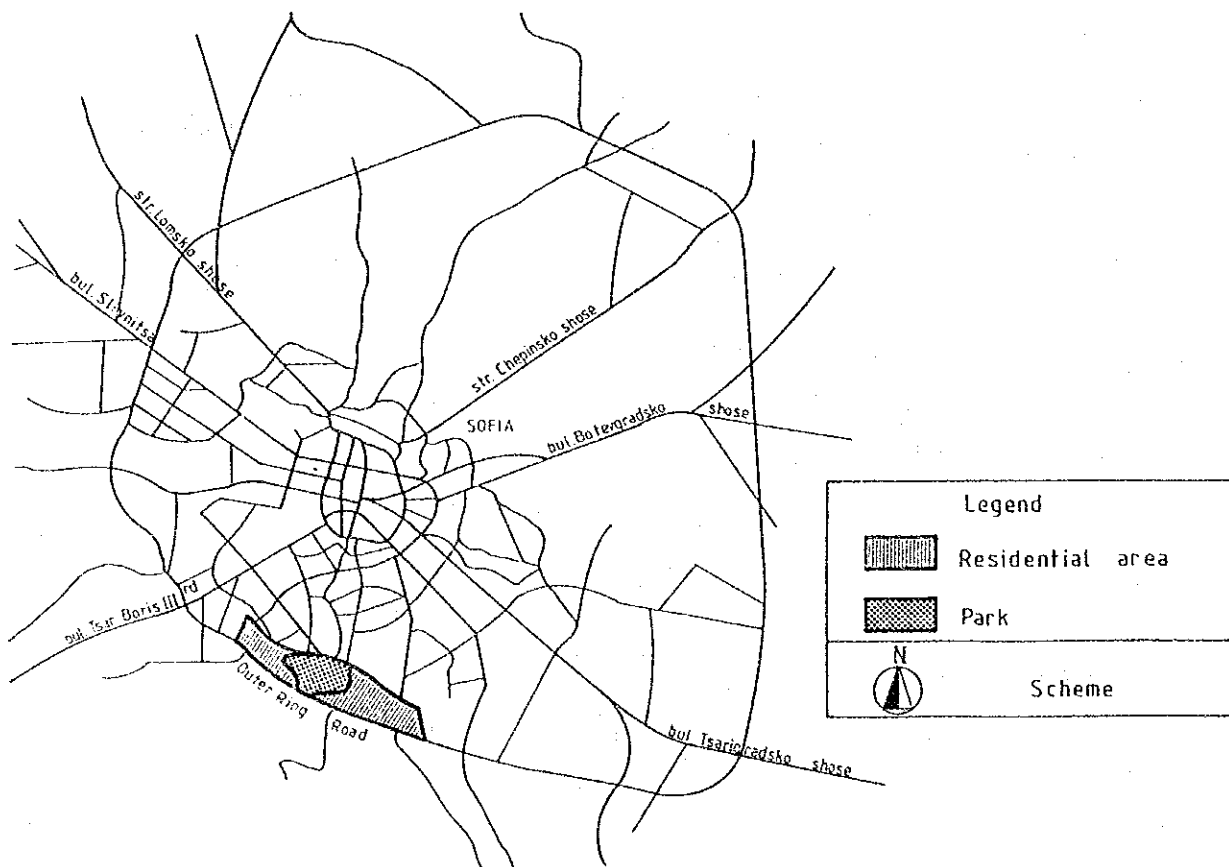 str. Lomsko shose
bul. Slivnitsa
str. Chepinsko shose
SOFIA
bul. Botevgradsko shose
bul. Tsar Boris III rd
Outer Ring Road
bul. Tsarigradsko shose
Legend
Residential area
Park
N
Scheme